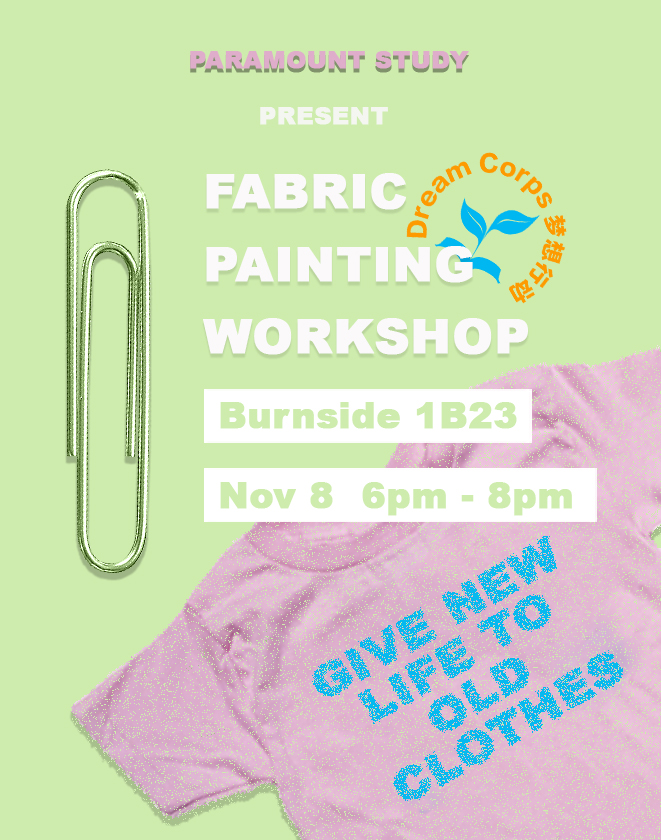 PARAMOUNT STUDY
PRESENT
FABRIC
PAINTING
WORKSHOP
Dream Corps 梦想行动
Burnside 1B23
Nov 8 6pm - 8pm
GIVE NEW
LIFE TO
OLD
CLOTHES